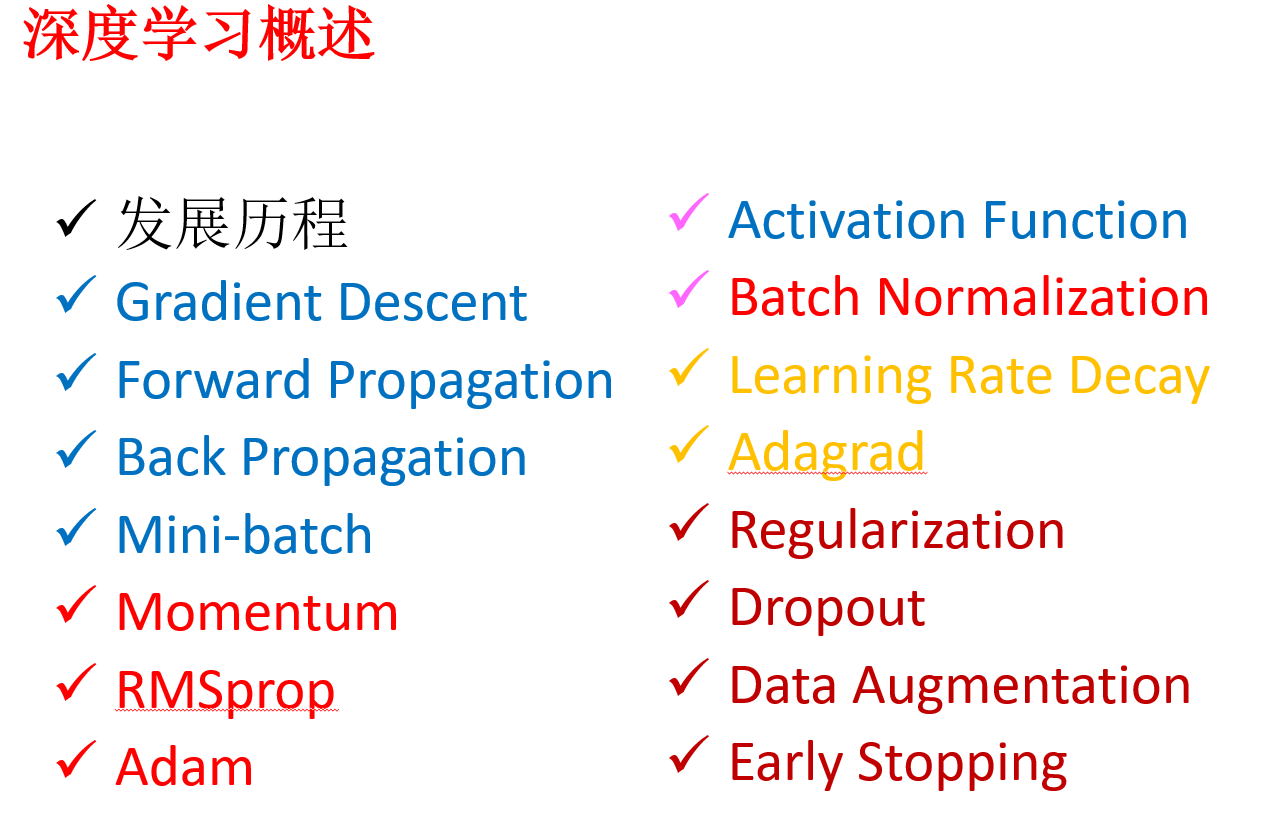 深度学习概述
发展历程
Gradient Descent
Forward Propagation
Back Propagation
Mini-batch
Momentum
RMSprop
Adam
Activation Function
Batch Normalization
Learning Rate Decay
Adagrad
Regularization
Dropout
Data Augmentation
Early Stopping